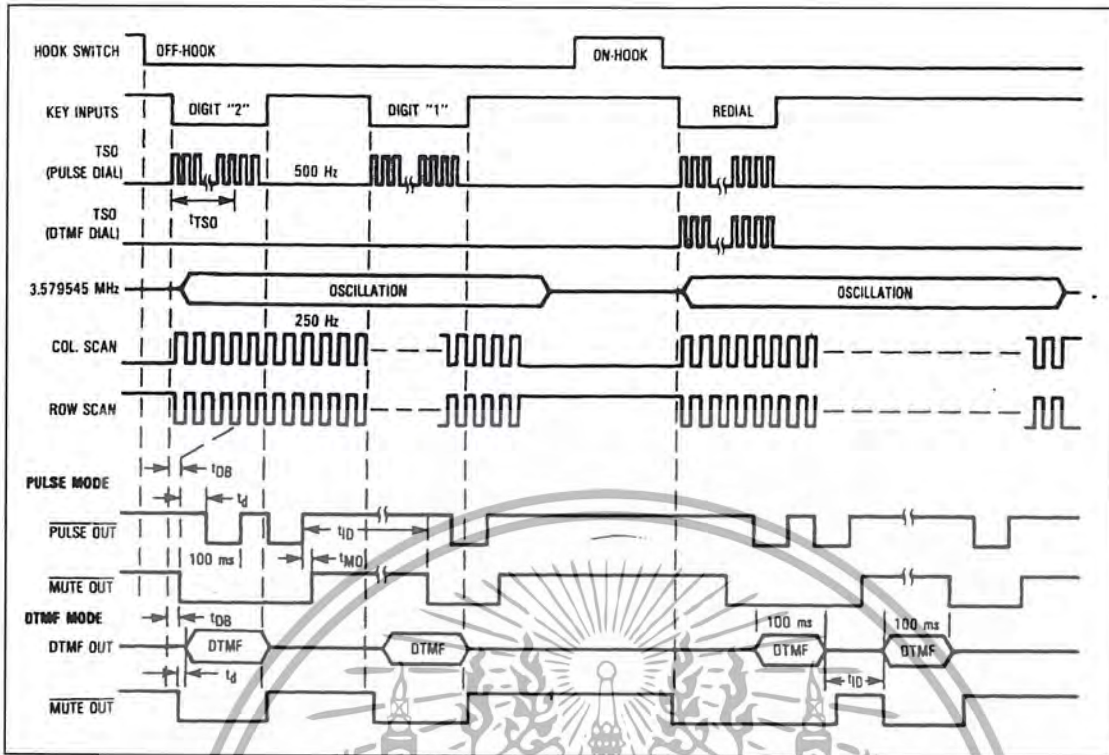 HOOK SWITCH OFF-HOOK ON-HOOK
KEY INPUTS DIGIT "2" DIGIT "1" REDIAL
TSO
(PULSE DIAL) 500 Hz
tTSO
TSO
(DTMF DIAL)
3.579545 MHz OSCILLATION OSCILLATION
250 Hz
COL. SCAN
ROW SCAN
tDB
PULSE MODE
td
PULSE OUT tID
100 ms tMO
MUTE OUT
DTMF MODE tDB 100 ms 100 ms
DTMF OUT DTMF DTMF DTMF DTMF
td tID
MUTE OUT